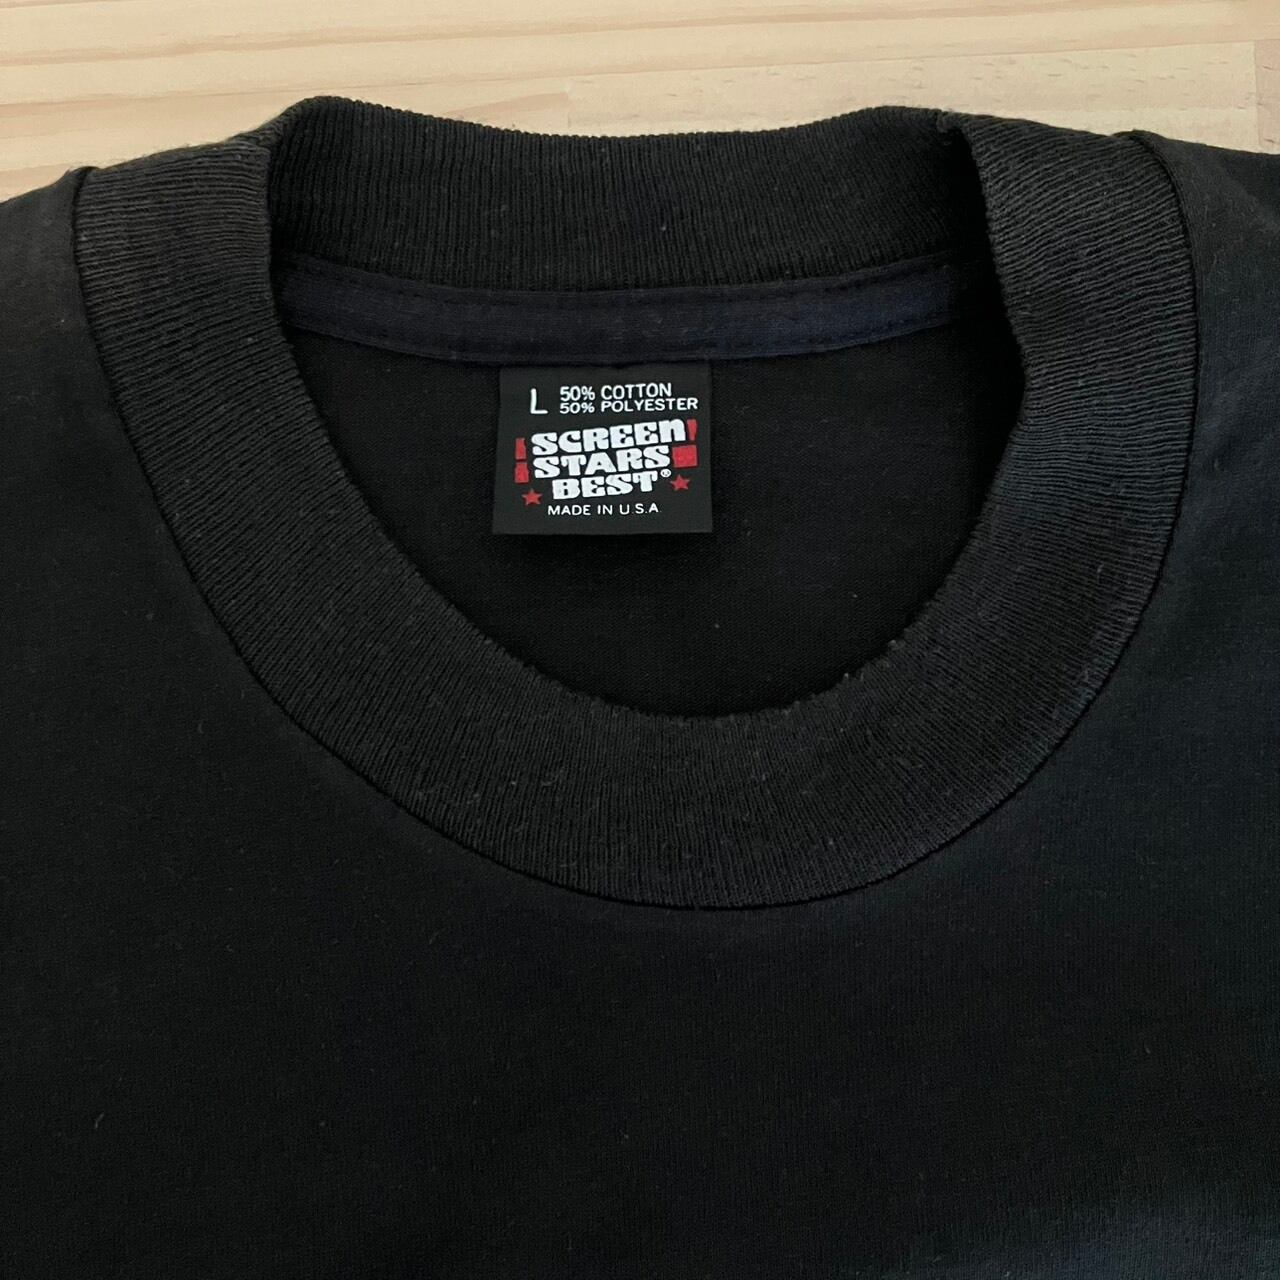 L 50% COTTON
50% POLYESTER
SCREEN
STARS
BEST®
MADE IN U.S.A.